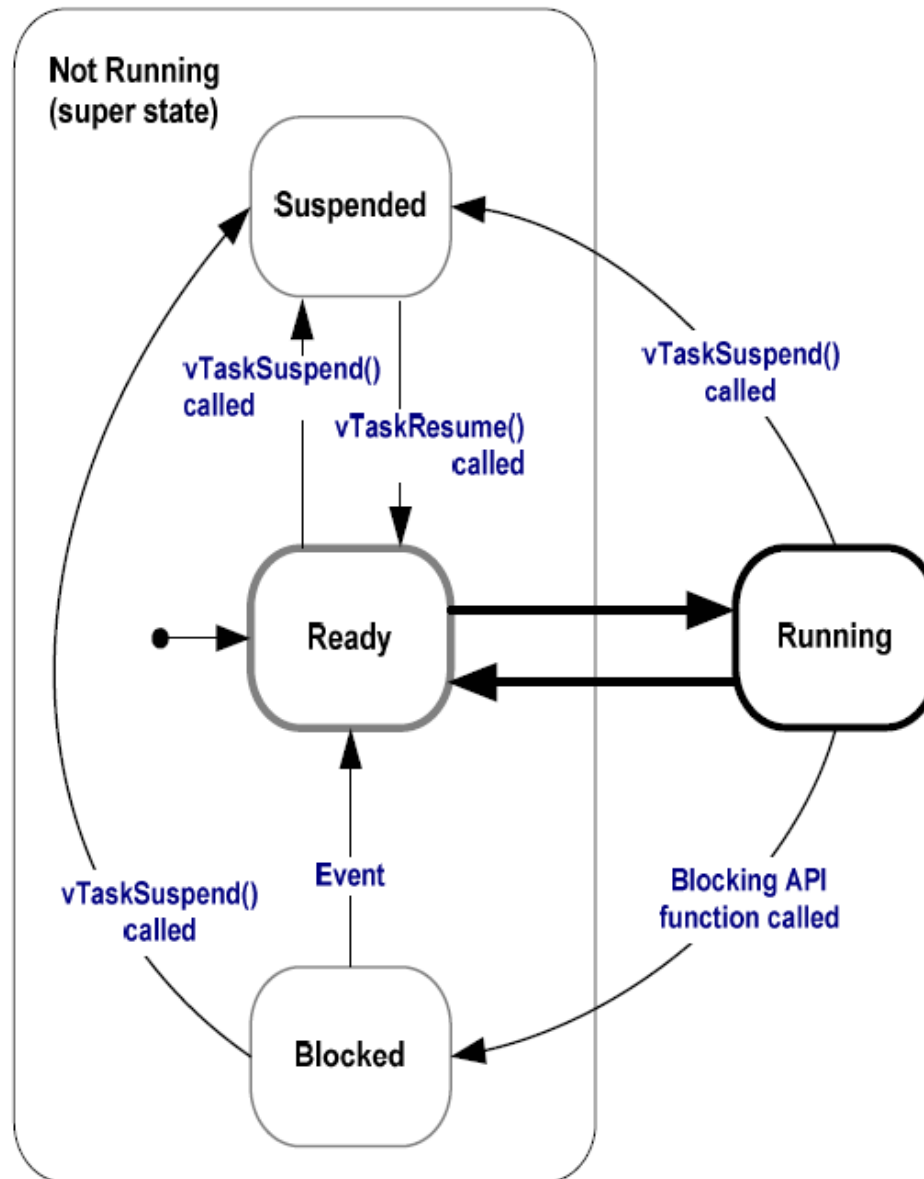 Not Running
(super state)
Suspended
vTaskSuspend()
called
vTaskSuspend()
called
vTaskResume()
called
Ready
Running
Event
vTaskSuspend()
called
Blocking API
function called
Blocked